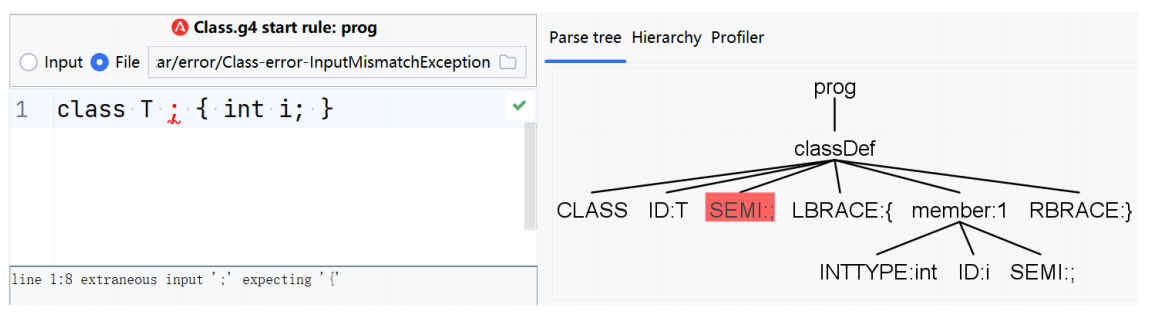 Class.g4 start rule: prog
Input File :ar/error/Class-error-InputMismatchException
1 class T ; { int i; }
line 1:8 extraneous input ';' expecting '{'
Parse tree Hierarchy Profiler
prog
classDef
CLASS ID:T SEMI:; LBRACE:{ member:1 RBRACE:}
INTTYPE:int ID:i SEMI:;